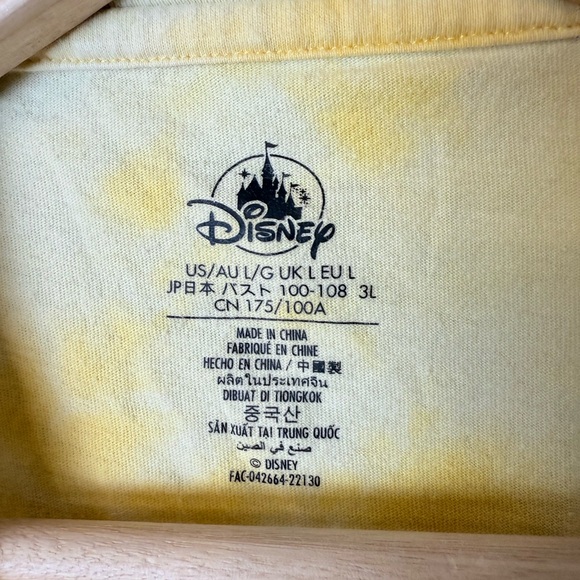 Disney
US/AU L/G UK L EU L
JP日本 バスト 100-108 3L
CN 175/100A
MADE IN CHINA
FABRIQUÉ EN CHINE
HECHO EN CHINA / 中國製
ผลิตในประเทศจีน
DIBUAT DI TIONGKOK
중국산
SẢN XUẤT TẠI TRUNG QUỐC
صنع في الصين
© DISNEY
FAC-042664-22130